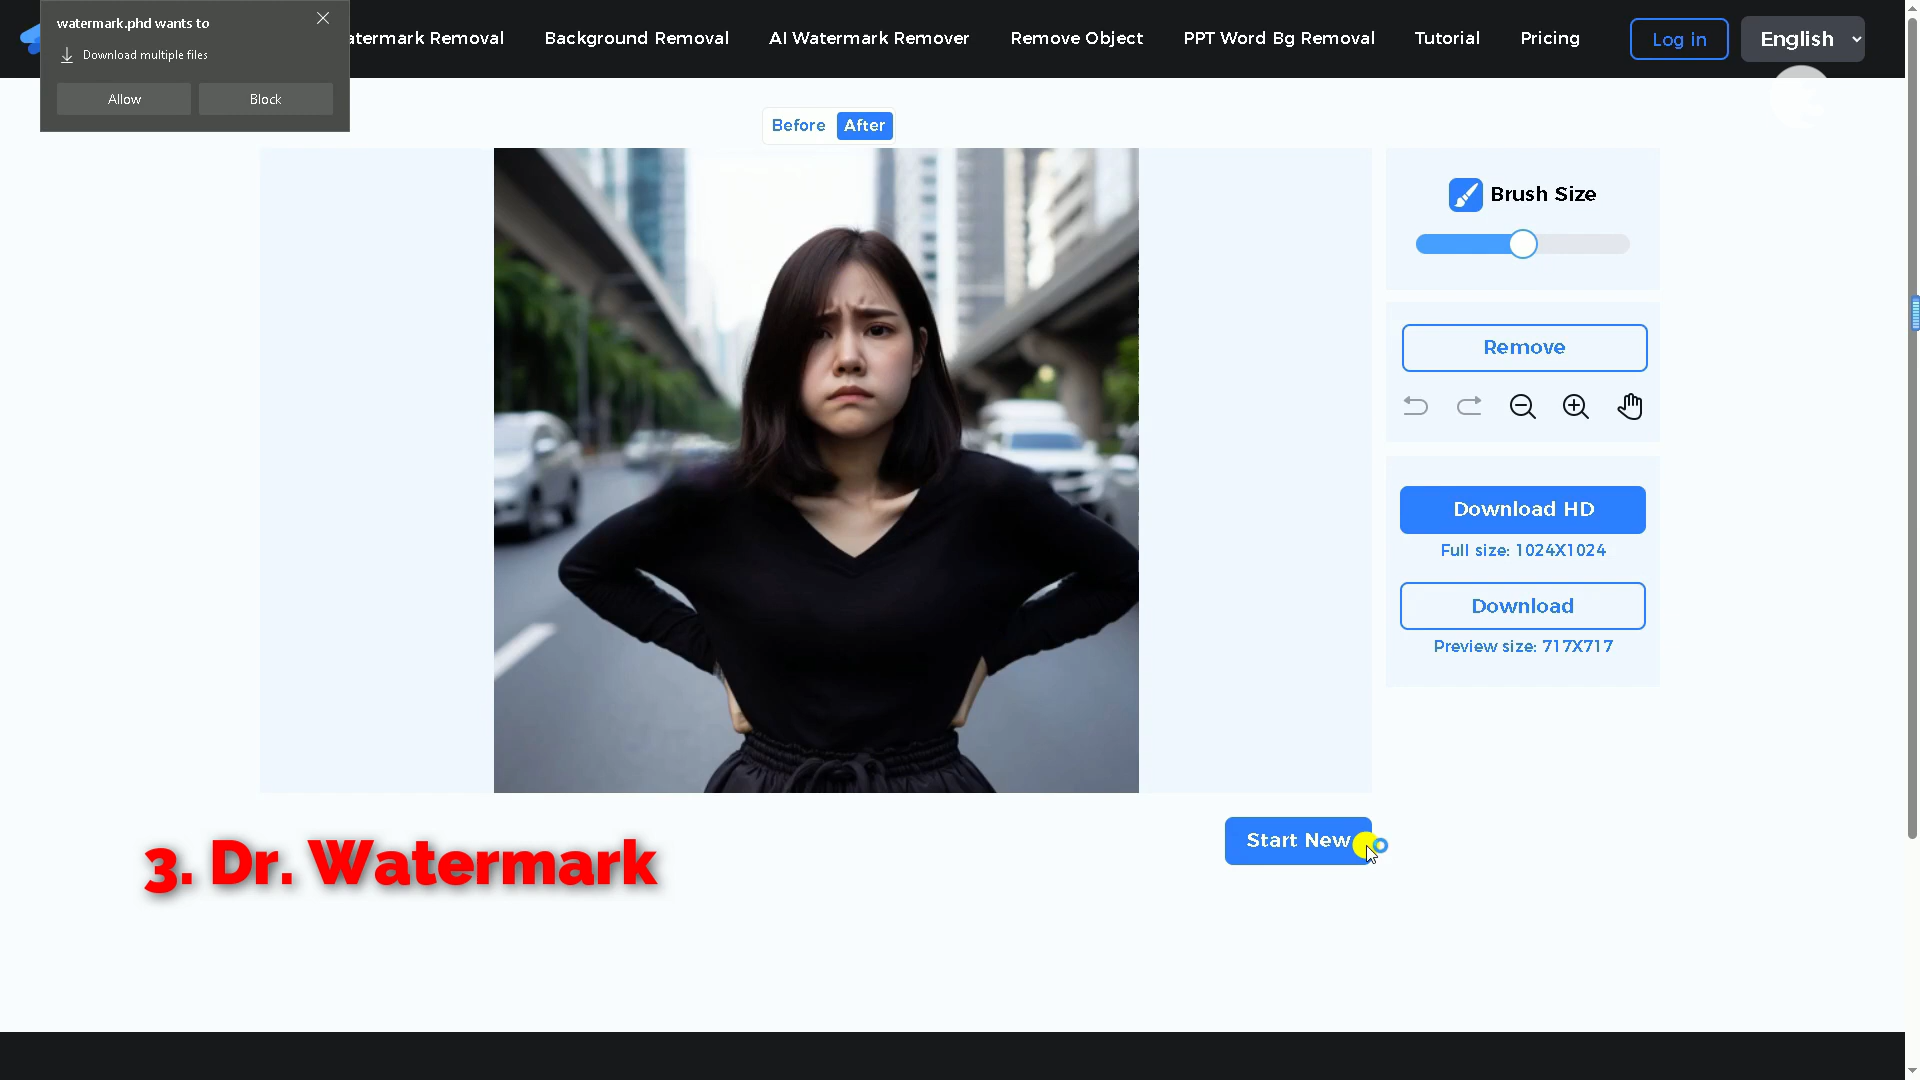 watermark.phd wants to
Download multiple files
Allow Block
atermark Removal Background Removal AI Watermark Remover Remove Object PPT Word Bg Removal Tutorial Pricing Log in English
Before After
Brush Size
Remove
Download HD
Full size: 1024X1024
Download
Preview size: 717X717
Start New
3. Dr. Watermark